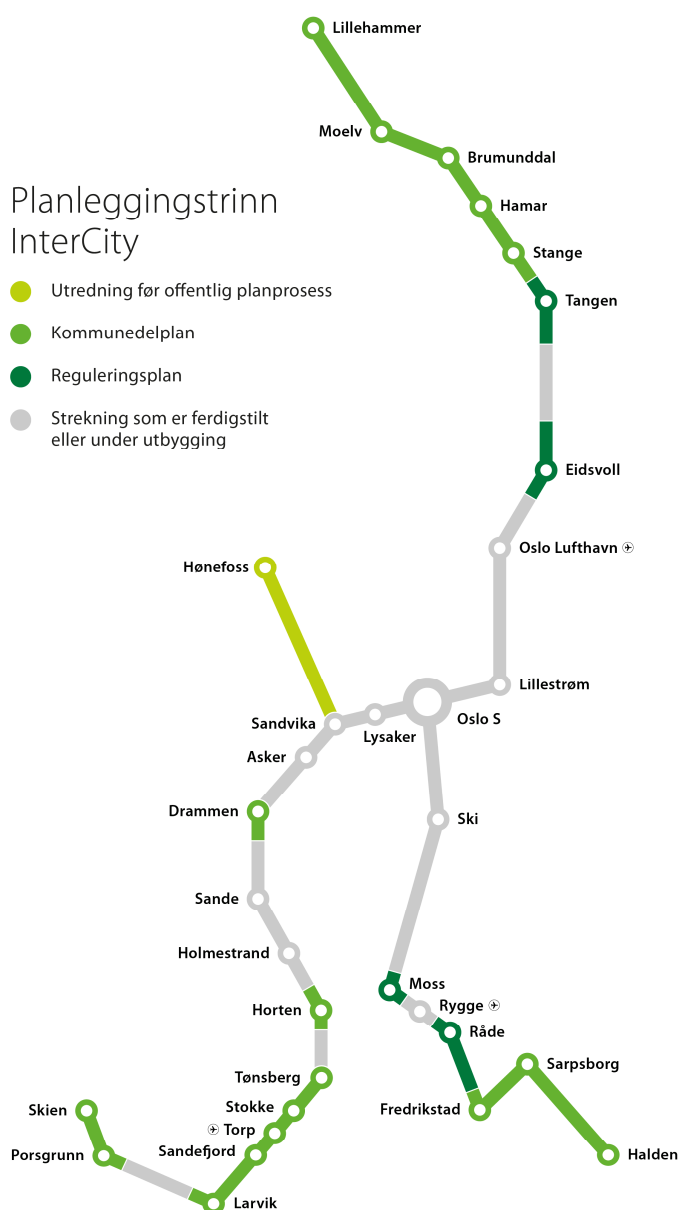 Lillehammer
Moelv
Brumunddal
Planleggingstrinn
InterCity
Hamar
Stange
Utredning før offentlig planprosess
Tangen
Kommunedelplan
Reguleringsplan
Strekning som er ferdigstilt
eller under utbygging
Eidsvoll
Oslo Lufthavn
Hønefoss
Lillestrøm
Oslo S
Sandvika
Lysaker
Asker
Drammen
Ski
Sande
Holmestrand
Moss
Rygge
Horten
Råde
Sarpsborg
Tønsberg
Stokke
Skien
Fredrikstad
Torp
Sandefjord
Porsgrunn
Halden
Larvik